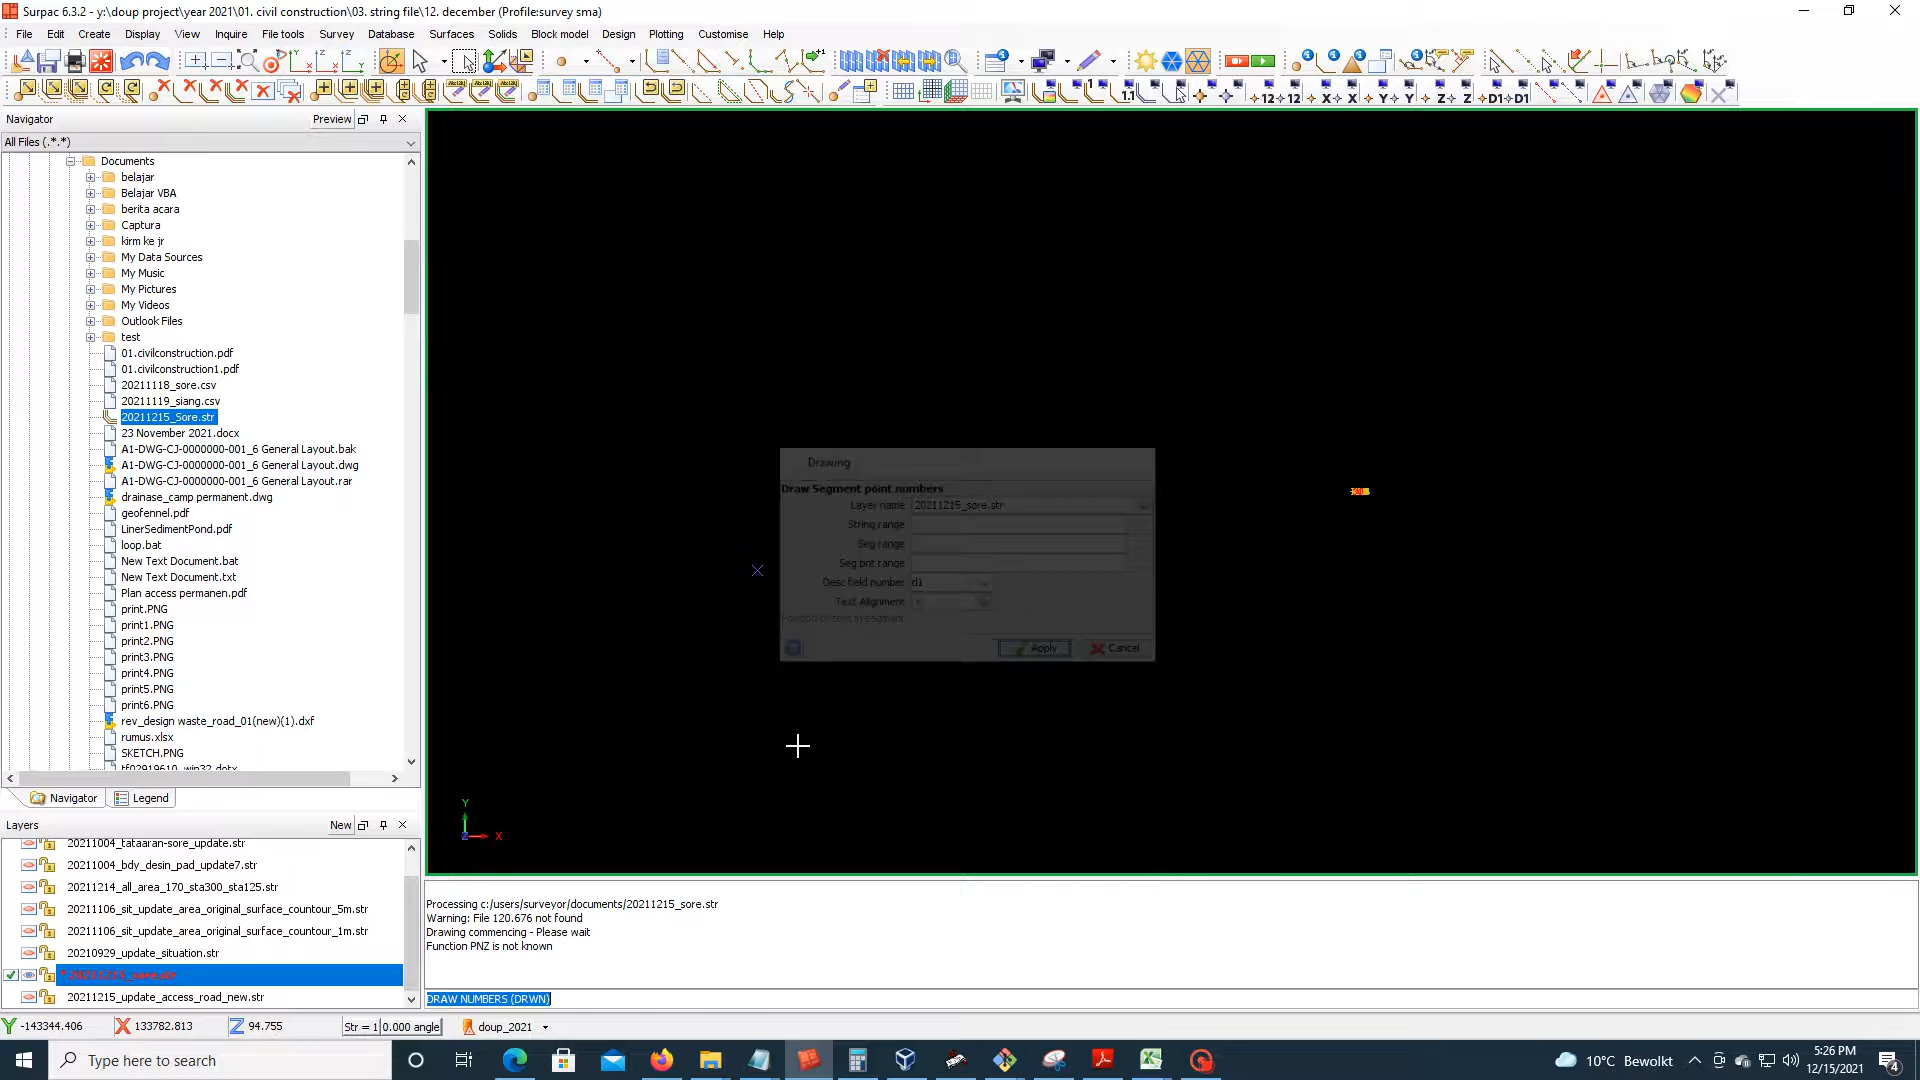 Surpac 6.3.2 - y:\doup project\year 2021\01. civil construction\03. string file\12. december (Profile:survey sma)
File Edit Create Display View Inquire File tools Survey Database Surfaces Solids Block model Design Plotting Customise Help
Navigator Preview
All Files (.*.*)
Documents
belajar
Belajar VBA
berita acara
Captura
kirm ke jr
My Data Sources
My Music
My Pictures
My Videos
Outlook Files
test
01.civilconstruction.pdf
01.civilconstruction1.pdf
20211118_sore.csv
20211119_siang.csv
20211215_Sore.str
23 November 2021.docx
A1-DWG-CJ-0000000-001_6 General Layout.bak
A1-DWG-CJ-0000000-001_6 General Layout.dwg
A1-DWG-CJ-0000000-001_6 General Layout.rar
drainase_camp permanent.dwg
geofennel.pdf
LinerSedimentPond.pdf
loop.bat
New Text Document.bat
New Text Document.txt
Plan access permanen.pdf
print.PNG
print1.PNG
print2.PNG
print3.PNG
print4.PNG
print5.PNG
print6.PNG
rev_design waste_road_01(new)(1).dxf
rumus.xlsx
SKETCH.PNG
tf02919610_win32.dotx
Navigator Legend
Layers New
20211004_tataaran-sore_update.str
20211004_bdy_desin_pad_update7.str
20211214_all_area_170_sta300_sta125.str
20211106_sit_update_area_original_surface_countour_5m.str
20211106_sit_update_area_original_surface_countour_1m.str
20210929_update_situation.str
* 20211215_sore.str
20211215_update_access_road_new.str
Drawing
Draw Segment point numbers
Layer name 20211215_sore.str
String range
Seg range
Seg pnt range
Desc field number d1
Text Alignment
Apply Cancel
Y
Z X
Processing c:/users/surveyor/documents/20211215_sore.str
Warning: File 120.676 not found
Drawing commencing - Please wait
Function PNZ is not known
DRAW NUMBERS (DRWN)
Y -143344.406 X 133782.813 Z 94.755 Str = 1 0.000 angle doup_2021
Type here to search
10°C Bewolkt
5:26 PM
12/15/2021
4